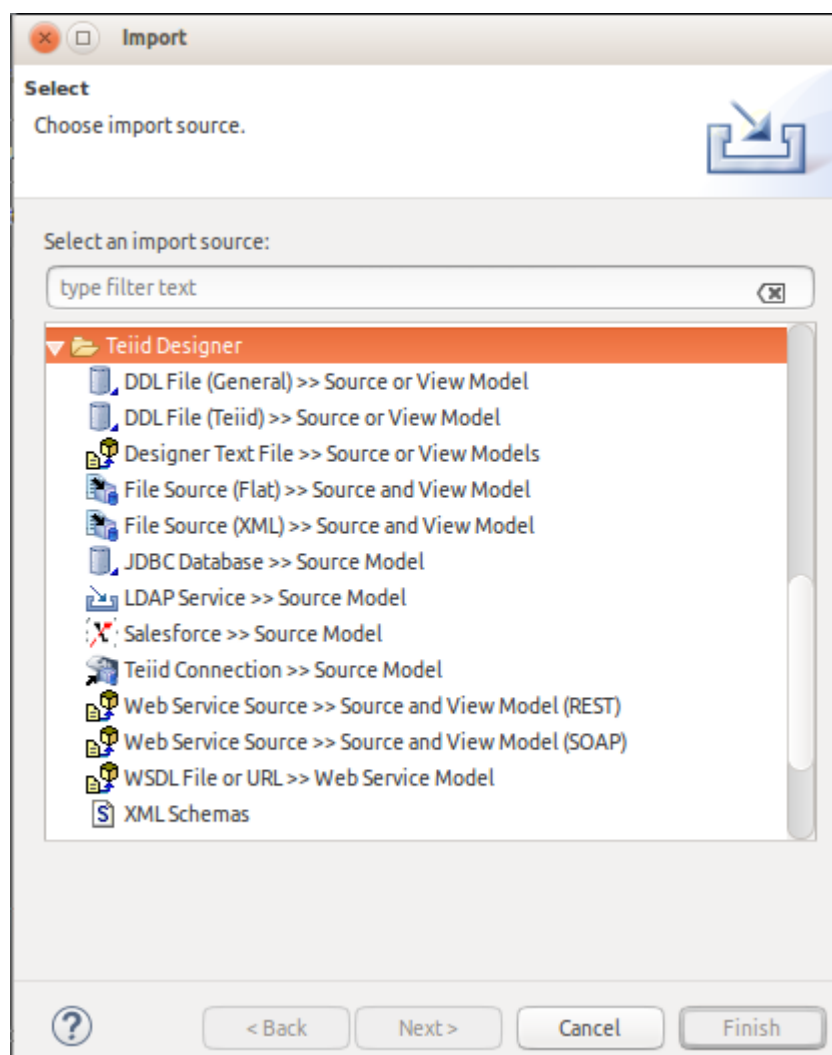 Import
Select
Choose import source.
Select an import source:
type filter text
Teiid Designer
DDL File (General) >> Source or View Model
DDL File (Teiid) >> Source or View Model
Designer Text File >> Source or View Models
File Source (Flat) >> Source and View Model
File Source (XML) >> Source and View Model
JDBC Database >> Source Model
LDAP Service >> Source Model
Salesforce >> Source Model
Teiid Connection >> Source Model
Web Service Source >> Source and View Model (REST)
Web Service Source >> Source and View Model (SOAP)
WSDL File or URL >> Web Service Model
XML Schemas
< Back Next > Cancel Finish